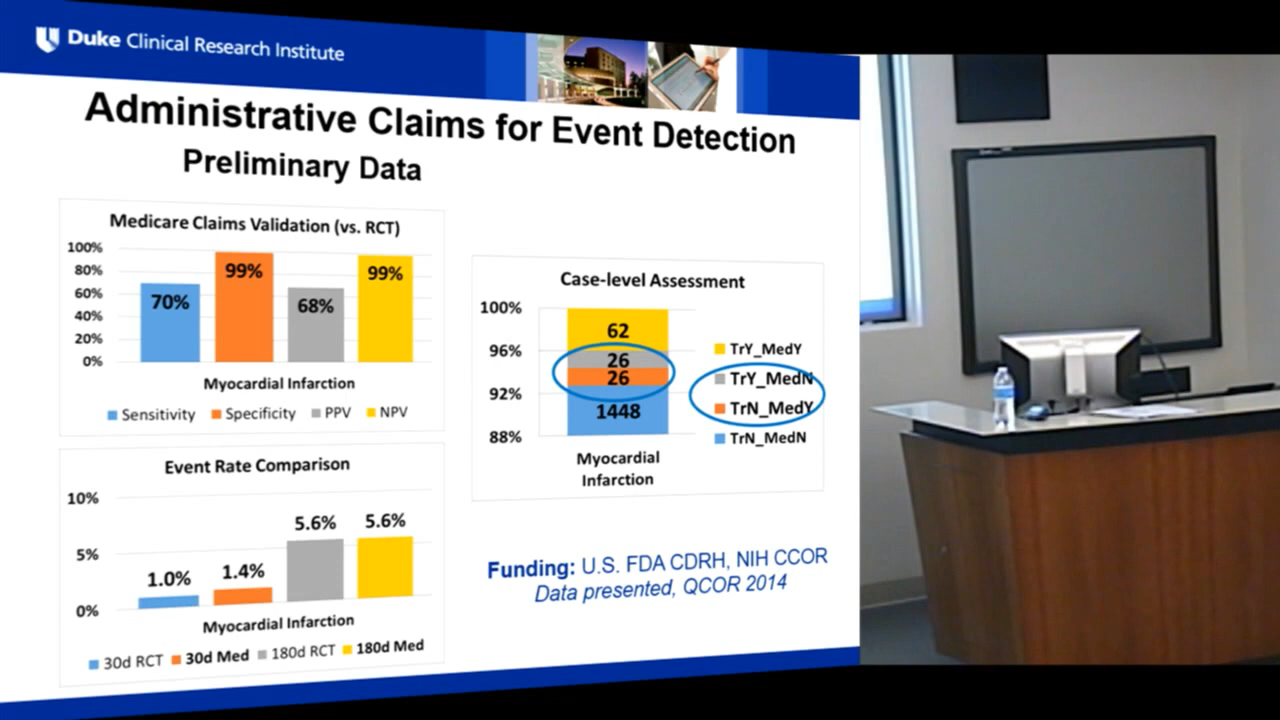 Duke Clinical Research Institute
Administrative Claims for Event Detection
Preliminary Data
Medicare Claims Validation (vs. RCT)
100%
80%
60%
40%
20%
0%
70%
99%
68%
99%
Myocardial Infarction
Sensitivity Specificity PPV NPV
Event Rate Comparison
10%
5%
0%
1.0%
1.4%
5.6%
5.6%
Myocardial Infarction
30d RCT 30d Med 180d RCT 180d Med
Case-level Assessment
100%
96%
92%
88%
62
26
26
1448
Myocardial
Infarction
TrY_MedY
TrY_MedN
TrN_MedY
TrN_MedN
Funding: U.S. FDA CDRH, NIH CCOR
Data presented, QCOR 2014